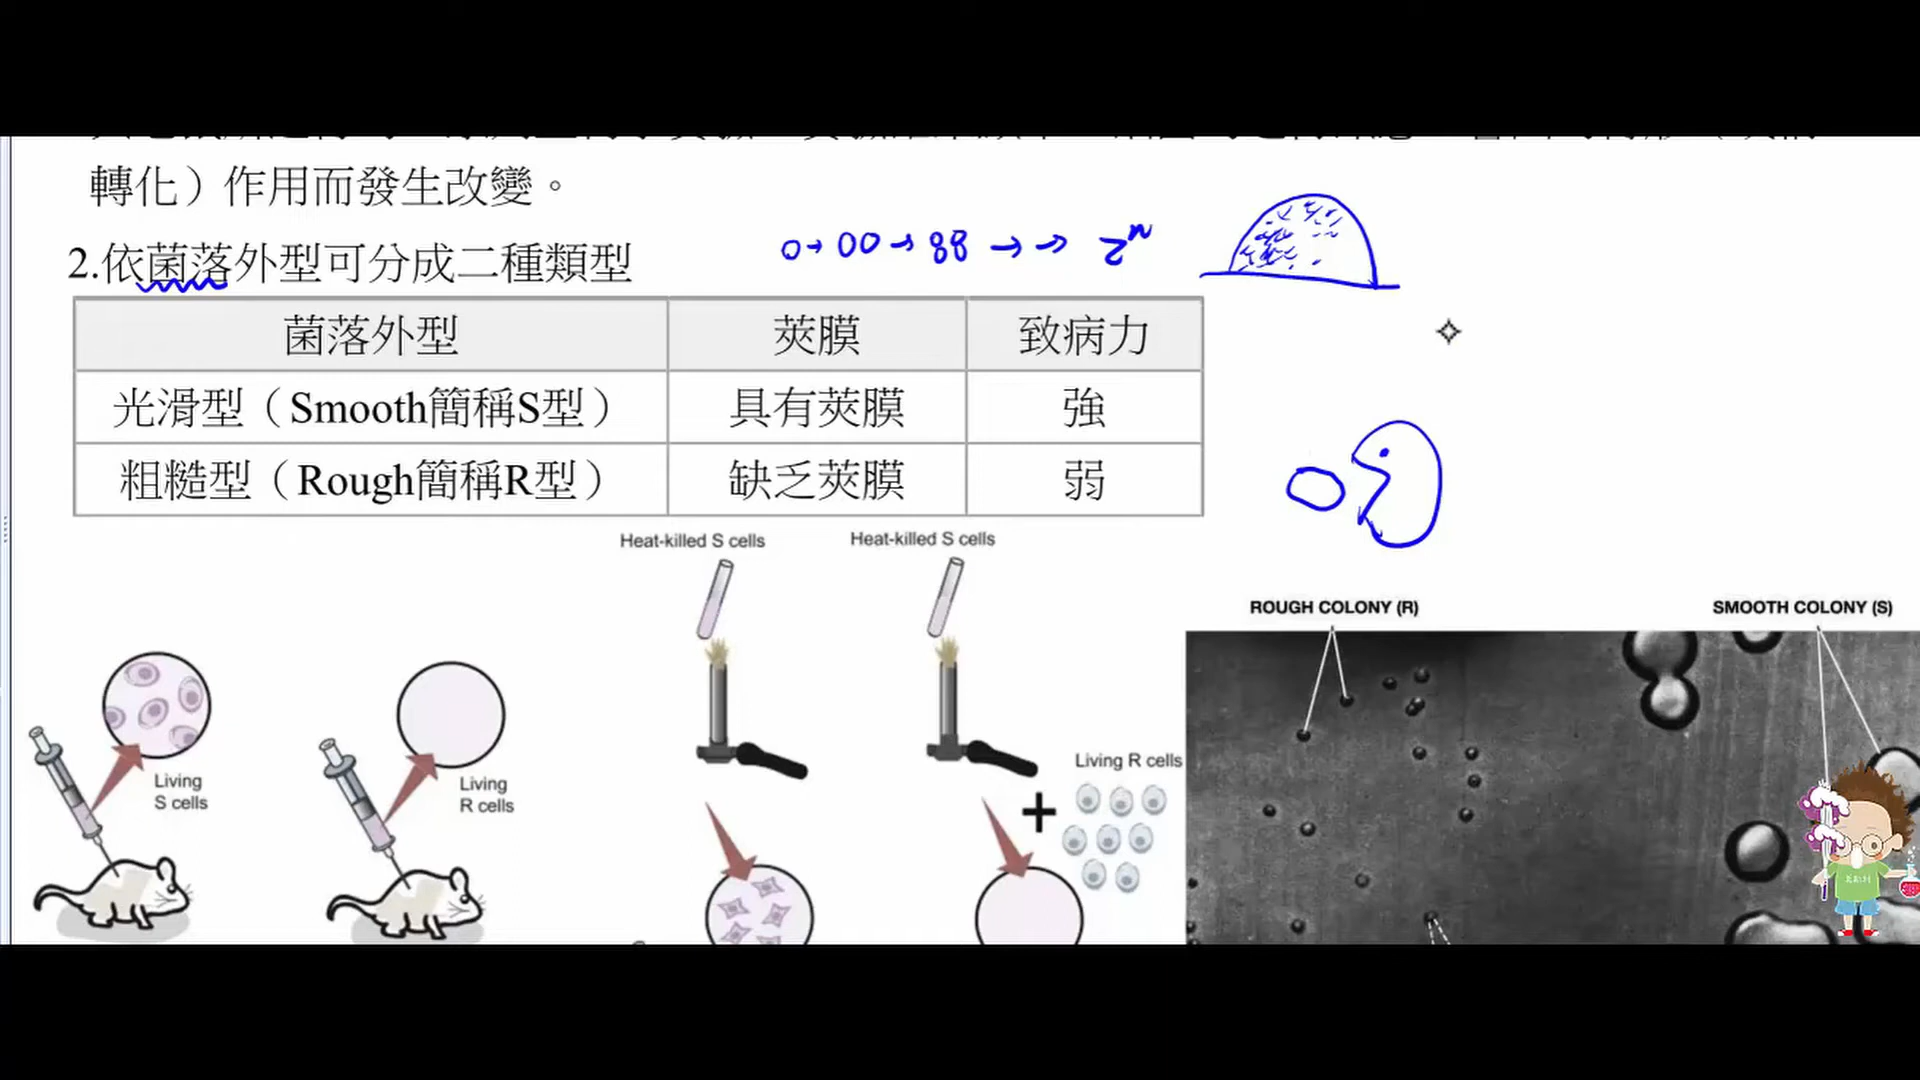 轉化）作用而發生改變。
2.依菌落外型可分成二種類型
0→00→88→→ 2ⁿ
菌落外型 莢膜 致病力
光滑型（Smooth簡稱S型） 具有莢膜 強
粗糙型（Rough簡稱R型） 缺乏莢膜 弱
Heat-killed S cells Heat-killed S cells
ROUGH COLONY (R) SMOOTH COLONY (S)
Living
S cells
Living
R cells
Living R cells
+